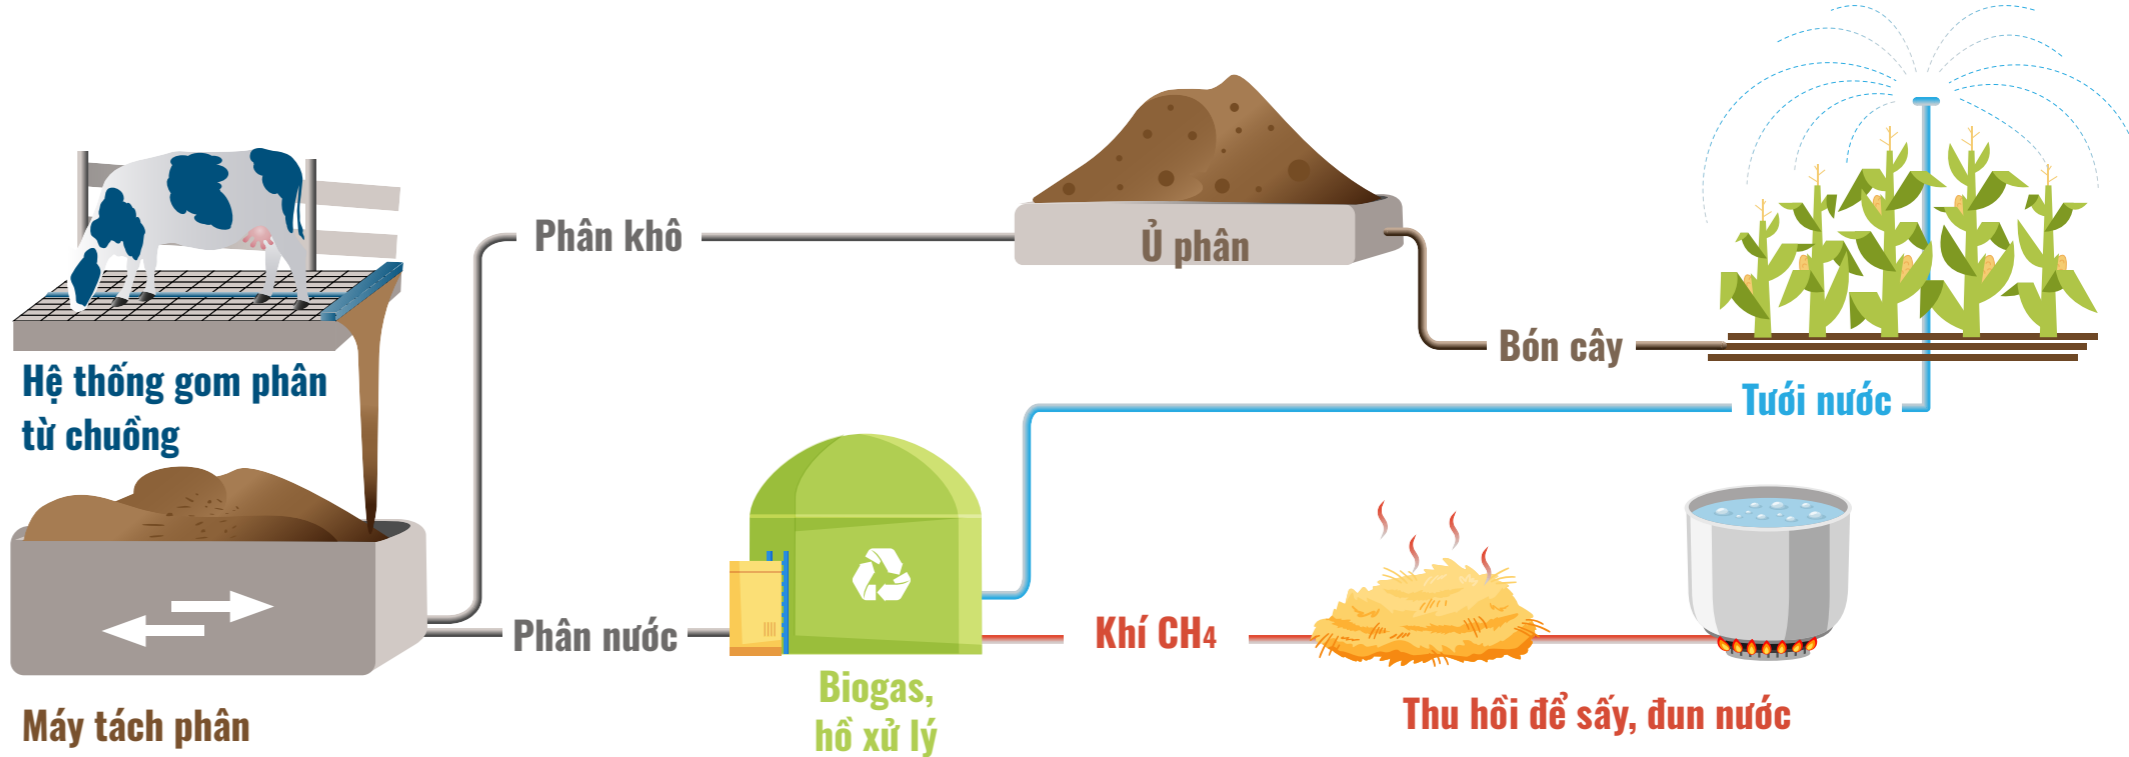 Phân khô
Ủ phân
Bón cây
Hệ thống gom phân
từ chuồng
Tưới nước
Phân nước
Khí CH₄
Biogas,
hồ xử lý
Thu hồi để sấy, đun nước
Máy tách phân